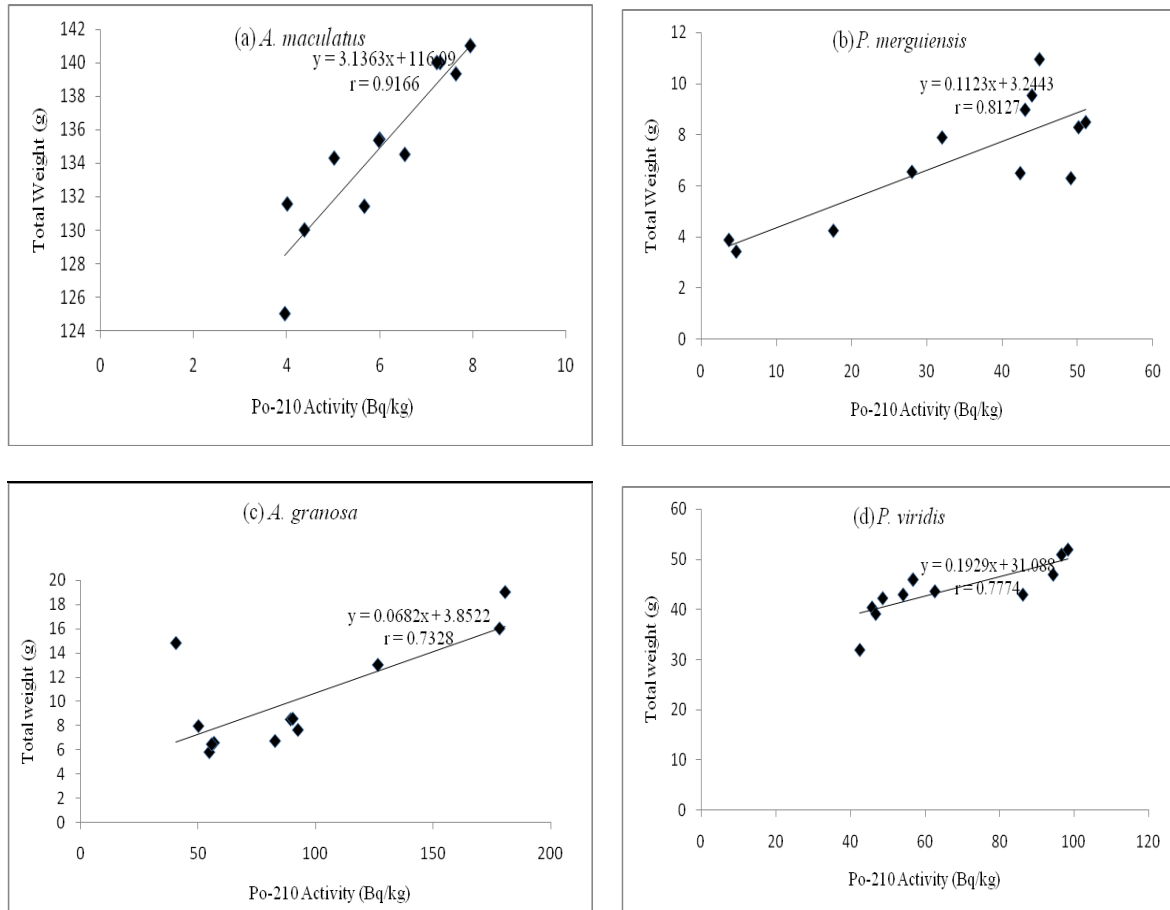 (a) A. maculatus
y = 3.1363x + 116.09
r = 0.9166
142
140
138
136
134
132
130
128
126
124
0 2 4 6 8 10
Total Weight (g)
Po-210 Activity (Bq/kg)
(b) P. merguiensis
y = 0.1123x + 3.2443
r = 0.8127
12
10
8
6
4
2
0
0 10 20 30 40 50 60
Total Weight (g)
Po-210 Activity (Bq/kg)
(c) A. granosa
y = 0.0682x + 3.8522
r = 0.7328
20
18
16
14
12
10
8
6
4
2
0
0 50 100 150 200
Total weight (g)
Po-210 Activity (Bq/kg)
(d) P. viridis
y = 0.1929x + 31.088
r = 0.7774
60
50
40
30
20
10
0
0 20 40 60 80 100 120
Total weight (g)
Po-210 Activity (Bq/kg)